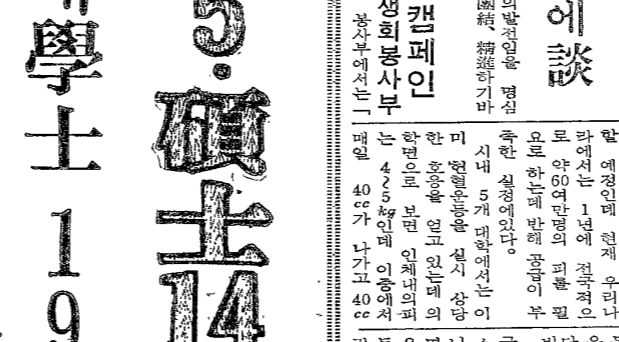 에談
의발전임을 명심
團結、精進하기바
캠페인
생회봉사부
봉사부에서는「
할 예정인데 현재 우리나
라에서는 1년에 전국적으
로 약60여만명의 피를 필
요로 하는데 반해 공급이 부
족한 실정에있다。
시내 5개 대학에서는 이
미 헌혈운동을 실시 상당
한 호응을 얻고 있는데 의
학면으로 보면 인체내의피
는 4~5kg인데 이중에서
매일 40cc가 나가고 40cc
5·碩士14
學士19